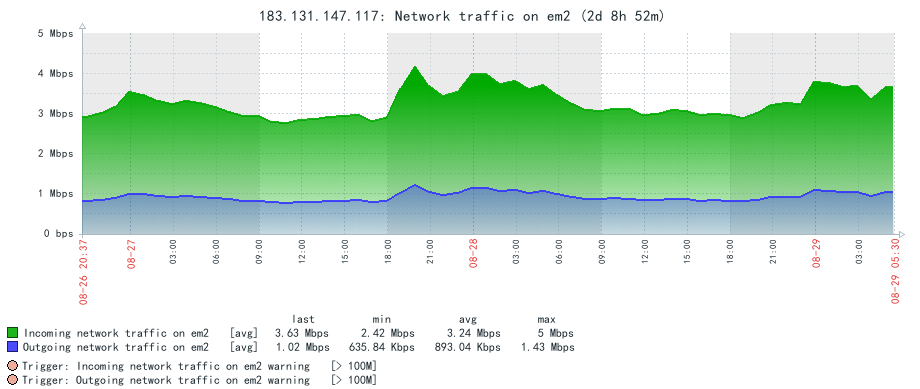 183.131.147.117: Network traffic on em2 (2d 8h 52m)
5 Mbps
4 Mbps
3 Mbps
2 Mbps
1 Mbps
0 bps
08-26 20:37
08-27
03:00
06:00
09:00
12:00
15:00
18:00
21:00
08-28
03:00
06:00
09:00
12:00
15:00
18:00
21:00
08-29
03:00
08-29 05:30
last min avg max
Incoming network traffic on em2 [avg] 3.63 Mbps 2.42 Mbps 3.24 Mbps 5 Mbps
Outgoing network traffic on em2 [avg] 1.02 Mbps 635.84 Kbps 893.04 Kbps 1.43 Mbps
Trigger: Incoming network traffic on em2 warning [> 100M]
Trigger: Outgoing network traffic on em2 warning [> 100M]